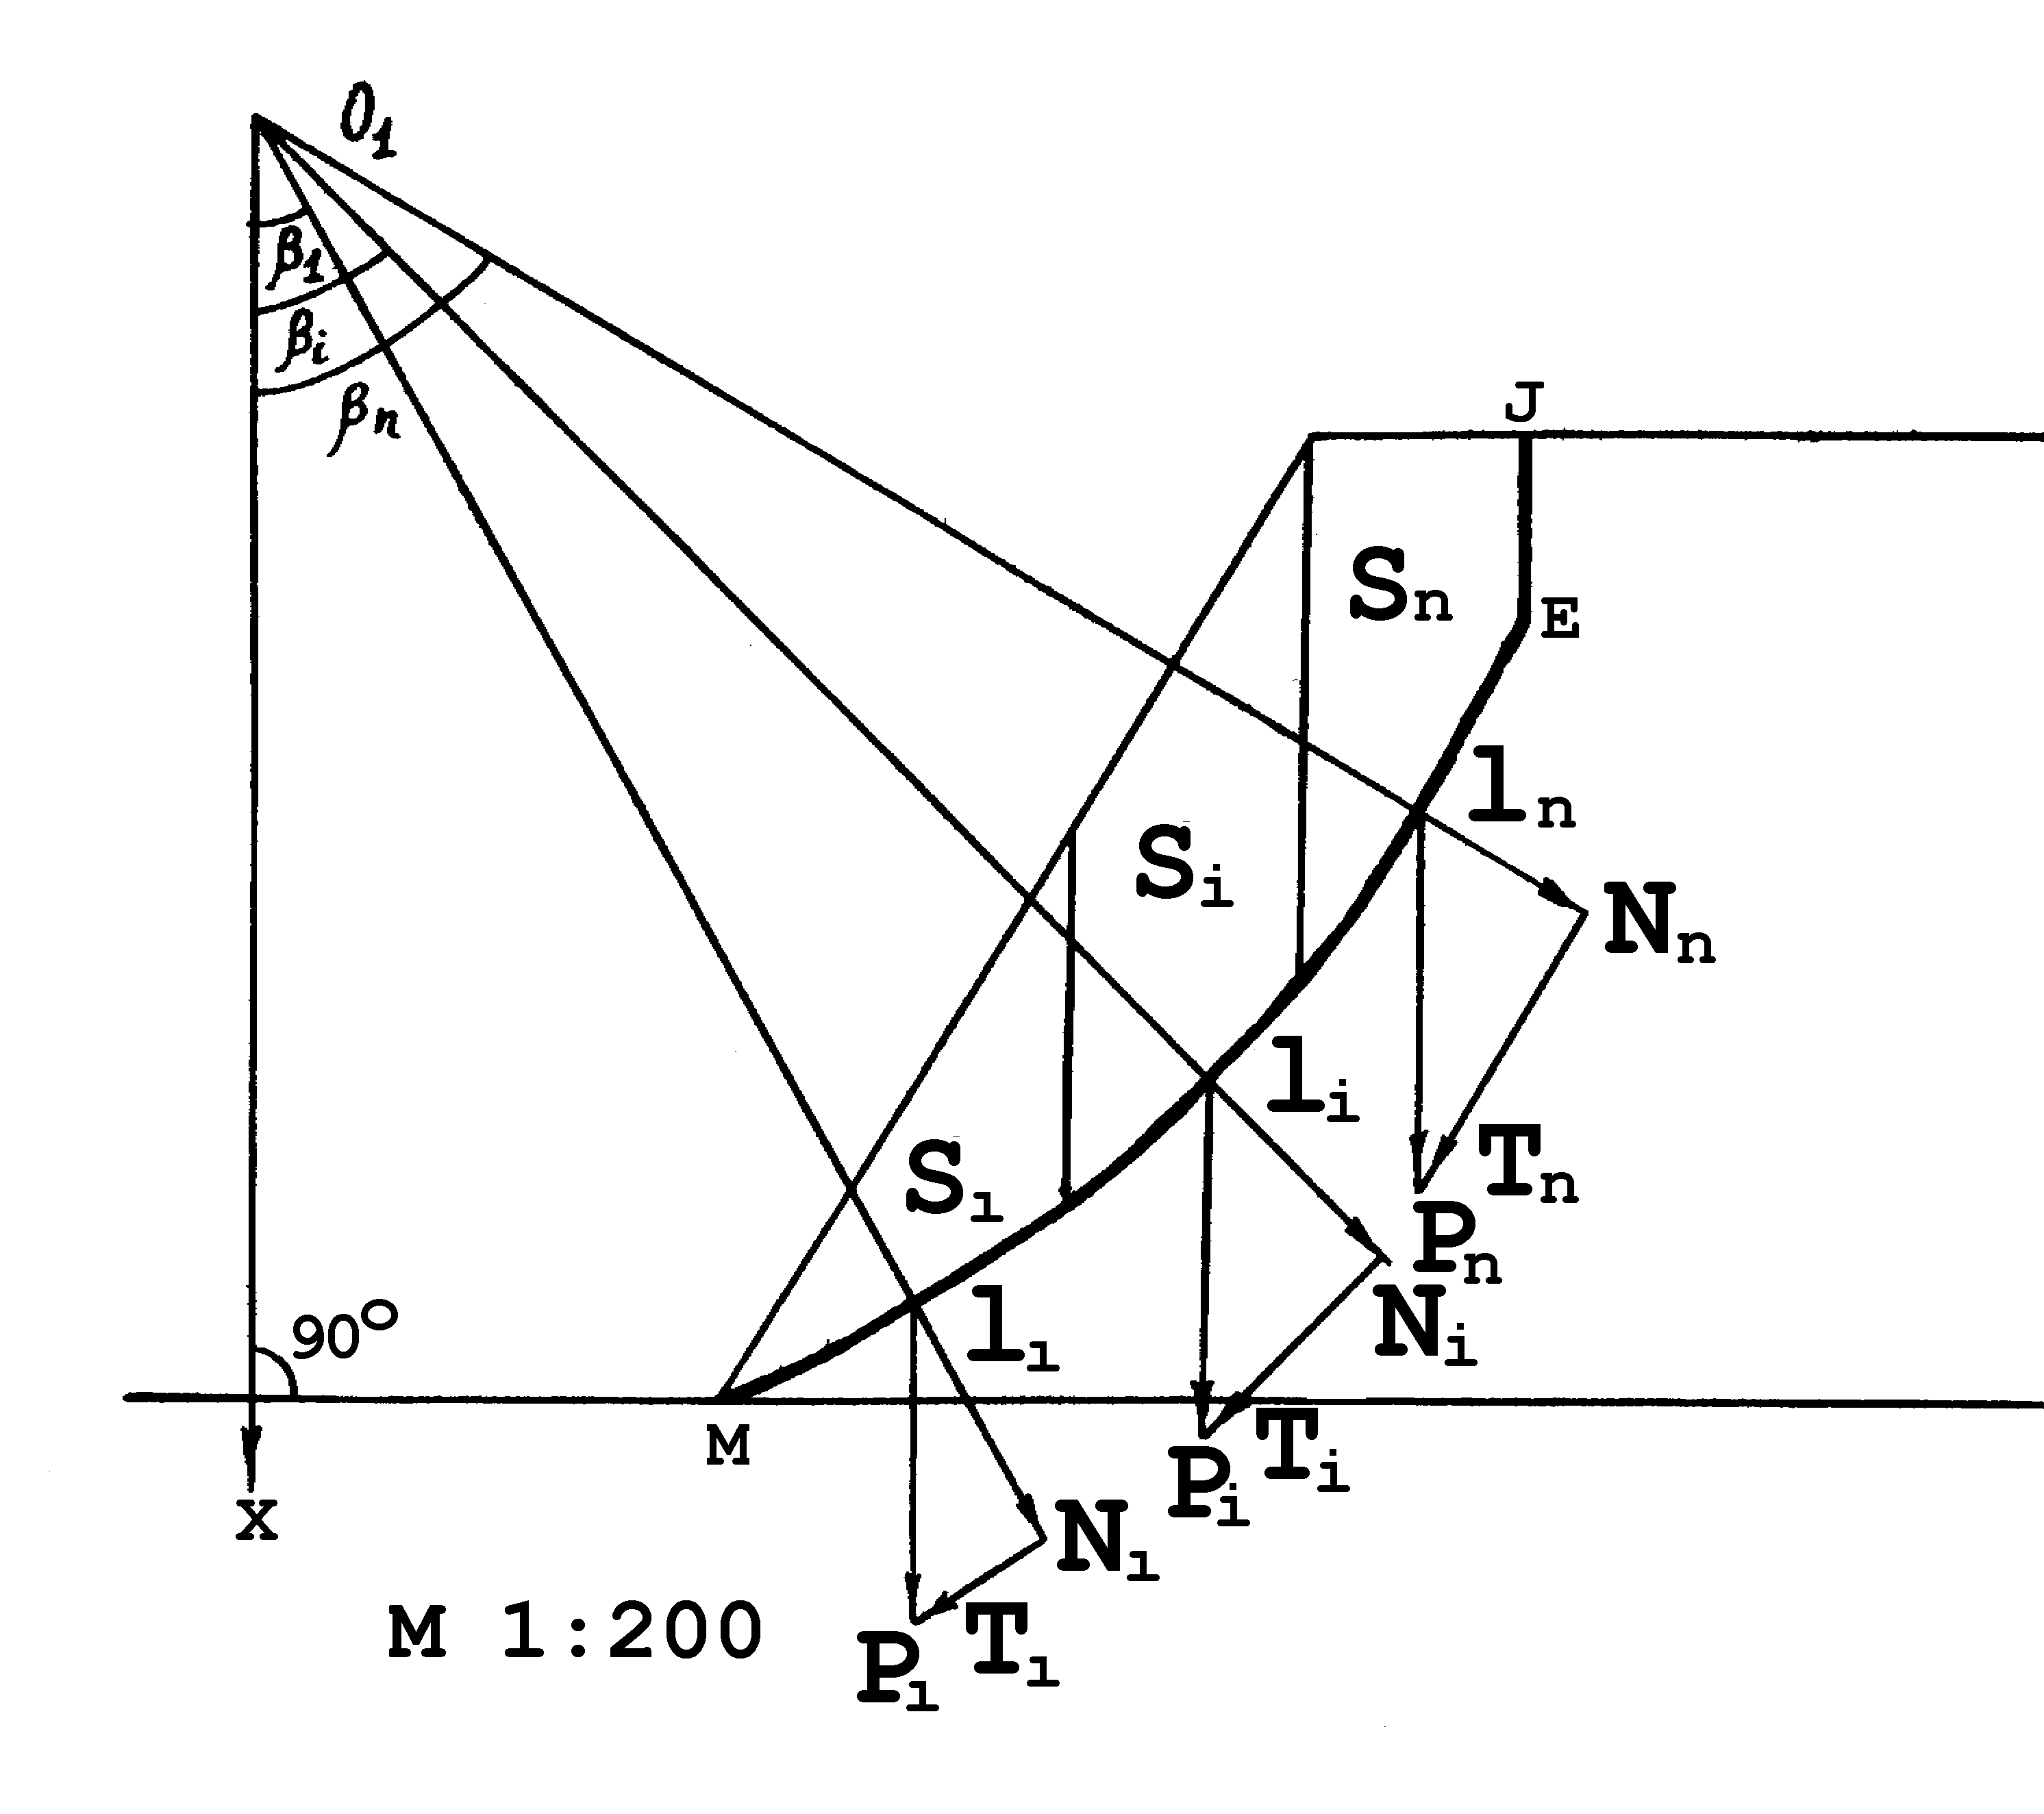 O₁
β₁
βi
βn
J
Sn
E
ln
Si
Nn
li
Tn
S₁
Pn
Ni
l₁
90°
M
Ti
Pi
x
N₁
M 1:200
T₁
P₁